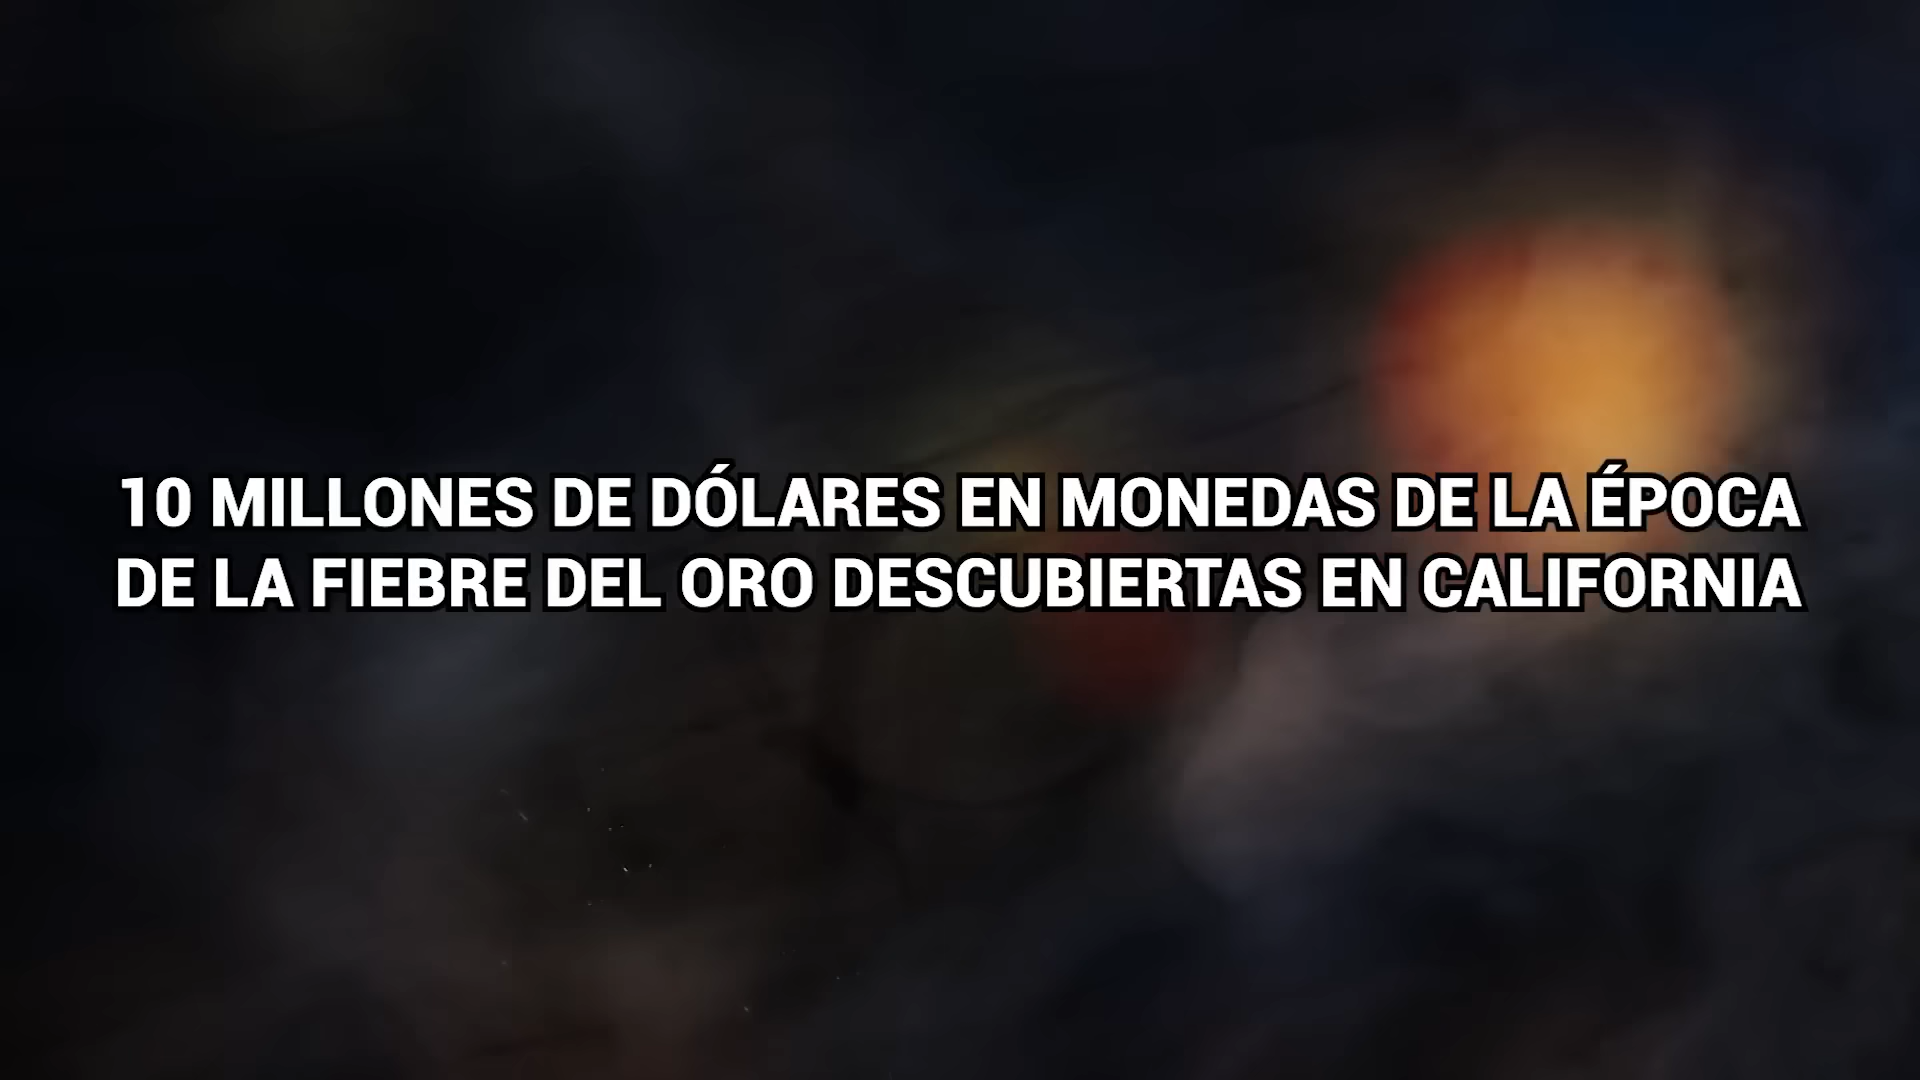 10 MILLONES DE DÓLARES EN MONEDAS DE LA ÉPOCA
DE LA FIEBRE DEL ORO DESCUBIERTAS EN CALIFORNIA